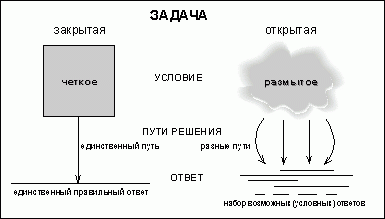 ЗАДАЧА
закрытая
открытая
четкое
УСЛОВИЕ
размытое
ПУТИ РЕШЕНИЯ
единственный путь
разные пути
ОТВЕТ
единственный правильный ответ
набор возможных (условных) ответов